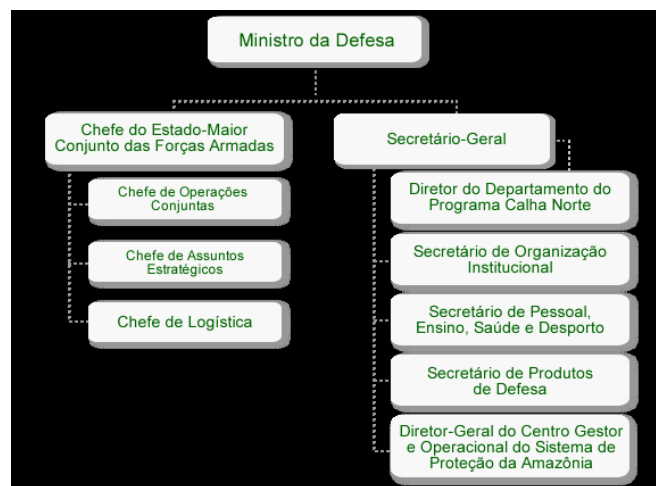 Ministro da Defesa
Chefe do Estado-Maior
Conjunto das Forças Armadas
Chefe de Operações
Conjuntas
Chefe de Assuntos
Estratégicos
Chefe de Logística
Secretário-Geral
Diretor do Departamento do
Programa Calha Norte
Secretário de Organização
Institucional
Secretário de Pessoal,
Ensino, Saúde e Desporto
Secretário de Produtos
de Defesa
Diretor-Geral do Centro Gestor
e Operacional do Sistema de
Proteção da Amazônia